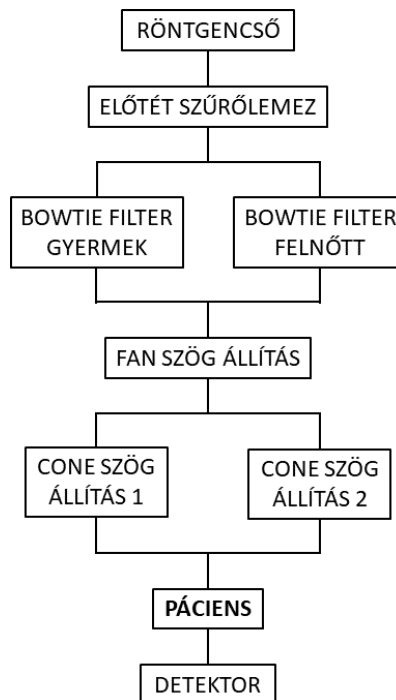 RÖNTGENCSŐ
ELŐTÉT SZŰRŐLEMEZ
BOWTIE FILTER
GYERMEK
BOWTIE FILTER
FELNŐTT
FAN SZÖG ÁLLÍTÁS
CONE SZÖG
ÁLLÍTÁS 1
CONE SZÖG
ÁLLÍTÁS 2
PÁCIENS
DETEKTOR